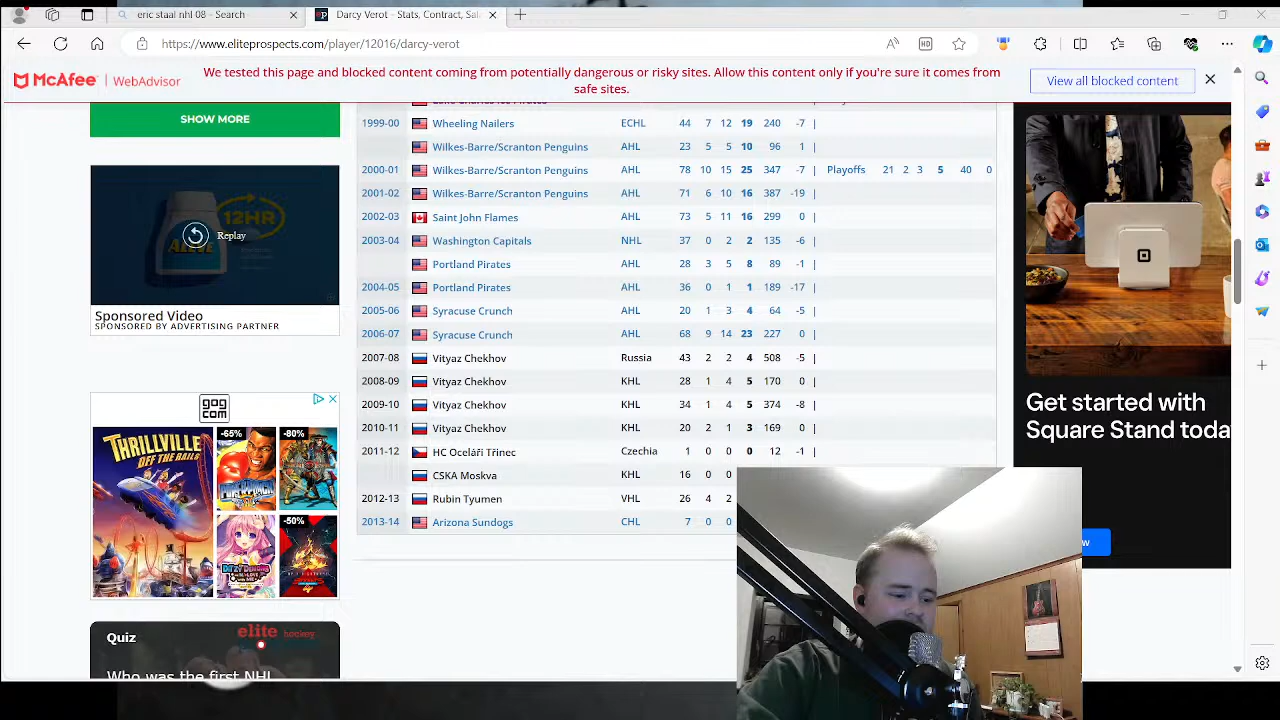 eric staal nhl 08 - Search
Darcy Verot - Stats, Contract, Sal
https://www.eliteprospects.com/player/12016/darcy-verot
McAfee | WebAdvisor
We tested this page and blocked content coming from potentially dangerous or risky sites. Allow this content only if you're sure it comes from
safe sites.
View all blocked content
SHOW MORE
1999-00 Wheeling Nailers ECHL 44 7 12 19 240 -7 |
Wilkes-Barre/Scranton Penguins AHL 23 5 5 10 96 1 |
2000-01 Wilkes-Barre/Scranton Penguins AHL 78 10 15 25 347 -7 | Playoffs 21 2 3 5 40 0
2001-02 Wilkes-Barre/Scranton Penguins AHL 71 6 10 16 387 -19 |
2002-03 Saint John Flames AHL 73 5 11 16 299 0 |
2003-04 Washington Capitals NHL 37 0 2 2 135 -6 |
Portland Pirates AHL 28 3 5 8 89 -1 |
2004-05 Portland Pirates AHL 36 0 1 1 189 -17 |
2005-06 Syracuse Crunch AHL 20 1 3 4 64 -5 |
2006-07 Syracuse Crunch AHL 68 9 14 23 227 0 |
2007-08 Vityaz Chekhov Russia 43 2 2 4 508 -5 |
2008-09 Vityaz Chekhov KHL 28 1 4 5 170 0 |
2009-10 Vityaz Chekhov KHL 34 1 4 5 374 -8 |
2010-11 Vityaz Chekhov KHL 20 2 1 3 169 0 |
2011-12 HC Oceláři Třinec Czechia 1 0 0 0 12 -1 |
CSKA Moskva KHL 16 0 0
2012-13 Rubin Tyumen VHL 26 4 2
2013-14 Arizona Sundogs CHL 7 0 0
12HR
ALEVE
Replay
Sponsored Video
SPONSORED BY ADVERTISING PARTNER
gog
com
THRILLVILLE
OFF THE RAILS
-65%
-80%
-50%
Quiz
elite hockey
Who was the first NHL
Get started with
Square Stand toda